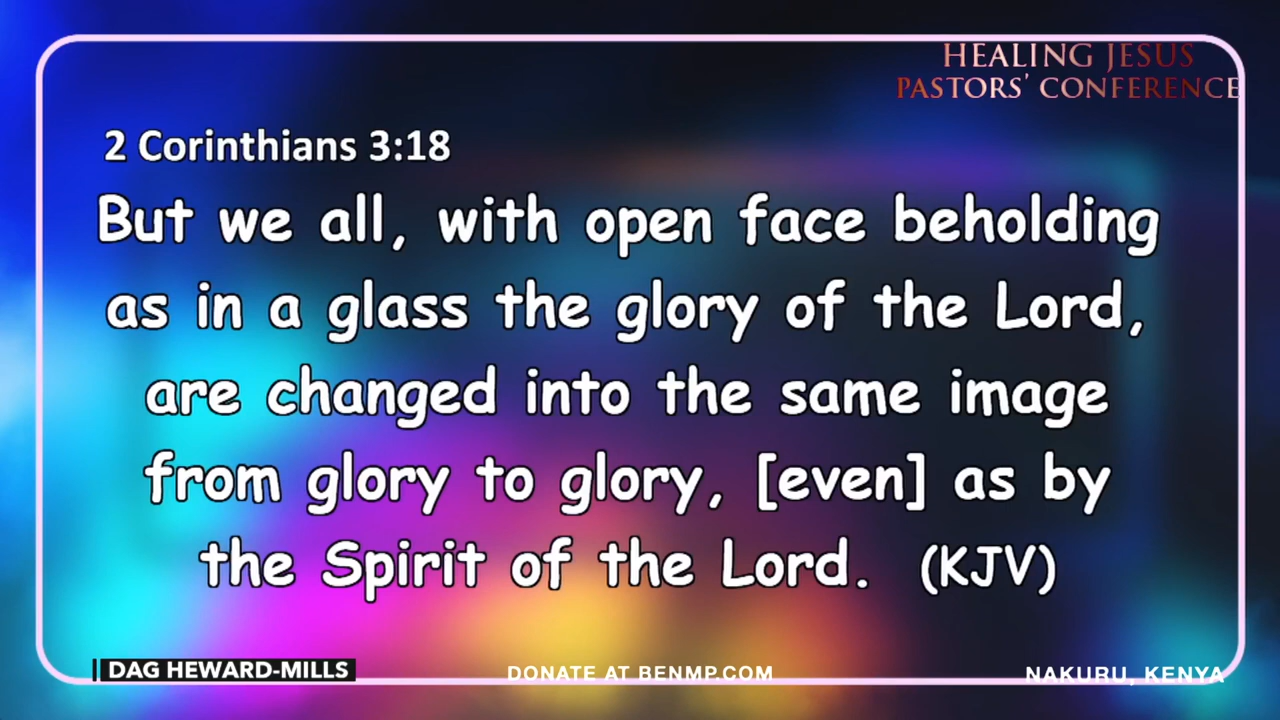 HEALING JESUS
PASTORS' CONFERENCE
2 Corinthians 3:18
But we all, with open face beholding
as in a glass the glory of the Lord,
are changed into the same image
from glory to glory, [even] as by
the Spirit of the Lord. (KJV)
DAG HEWARD-MILLS
DONATE AT BENMP.COM
NAKURU, KENYA